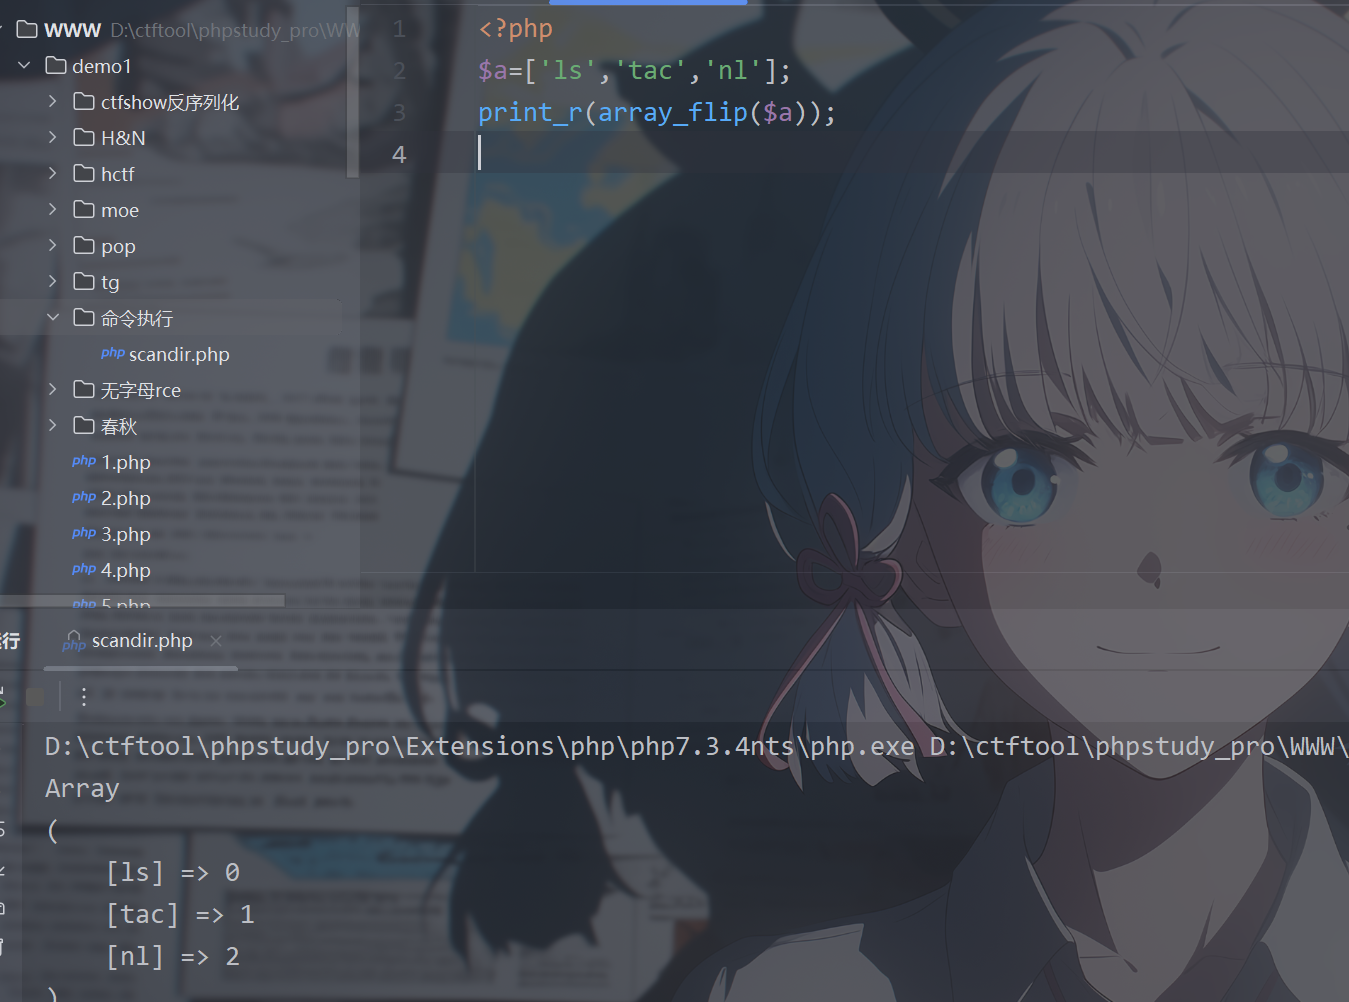 WWW D:\ctftool\phpstudy_pro\WW
demo1
ctfshow反序列化
H&N
hctf
moe
pop
tg
命令执行
php scandir.php
无字母rce
春秋
php 1.php
php 2.php
php 3.php
php 4.php
php 5.php
1 <?php
2 $a=['ls','tac','nl'];
3 print_r(array_flip($a));
4
行 php scandir.php
D:\ctftool\phpstudy_pro\Extensions\php\php7.3.4nts\php.exe D:\ctftool\phpstudy_pro\WWW\
Array
(
[ls] => 0
[tac] => 1
[nl] => 2
)